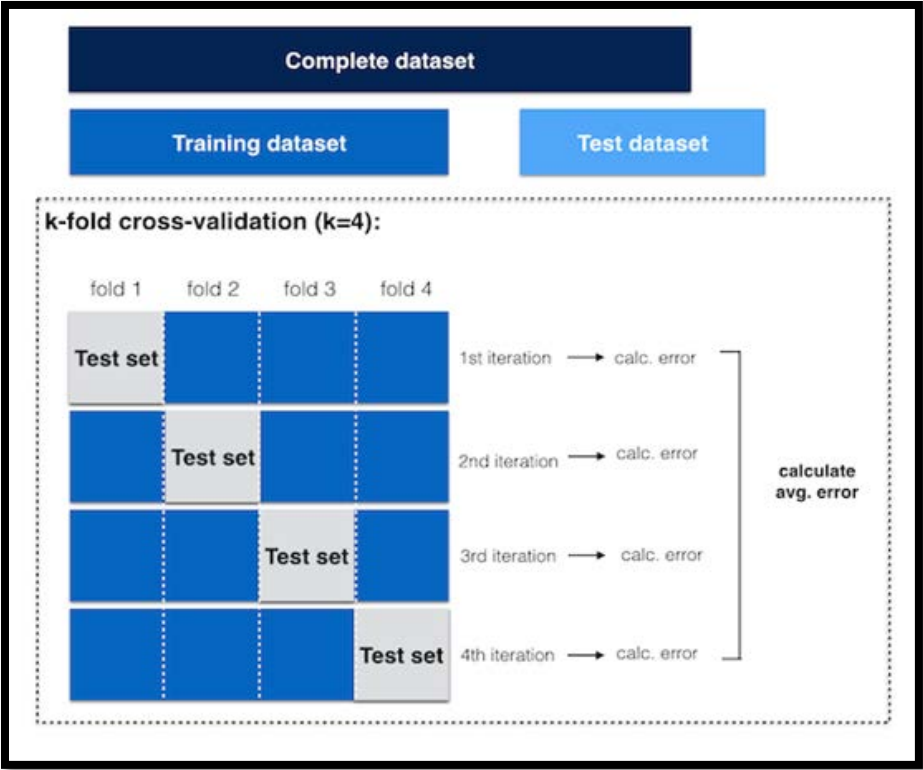 Complete dataset
Training dataset
Test dataset
k-fold cross-validation (k=4):
fold 1
fold 2
fold 3
fold 4
Test set
1st iteration
calc. error
Test set
2nd iteration
calc. error
Test set
3rd iteration
calc. error
Test set
4th iteration
calc. error
calculate
avg. error